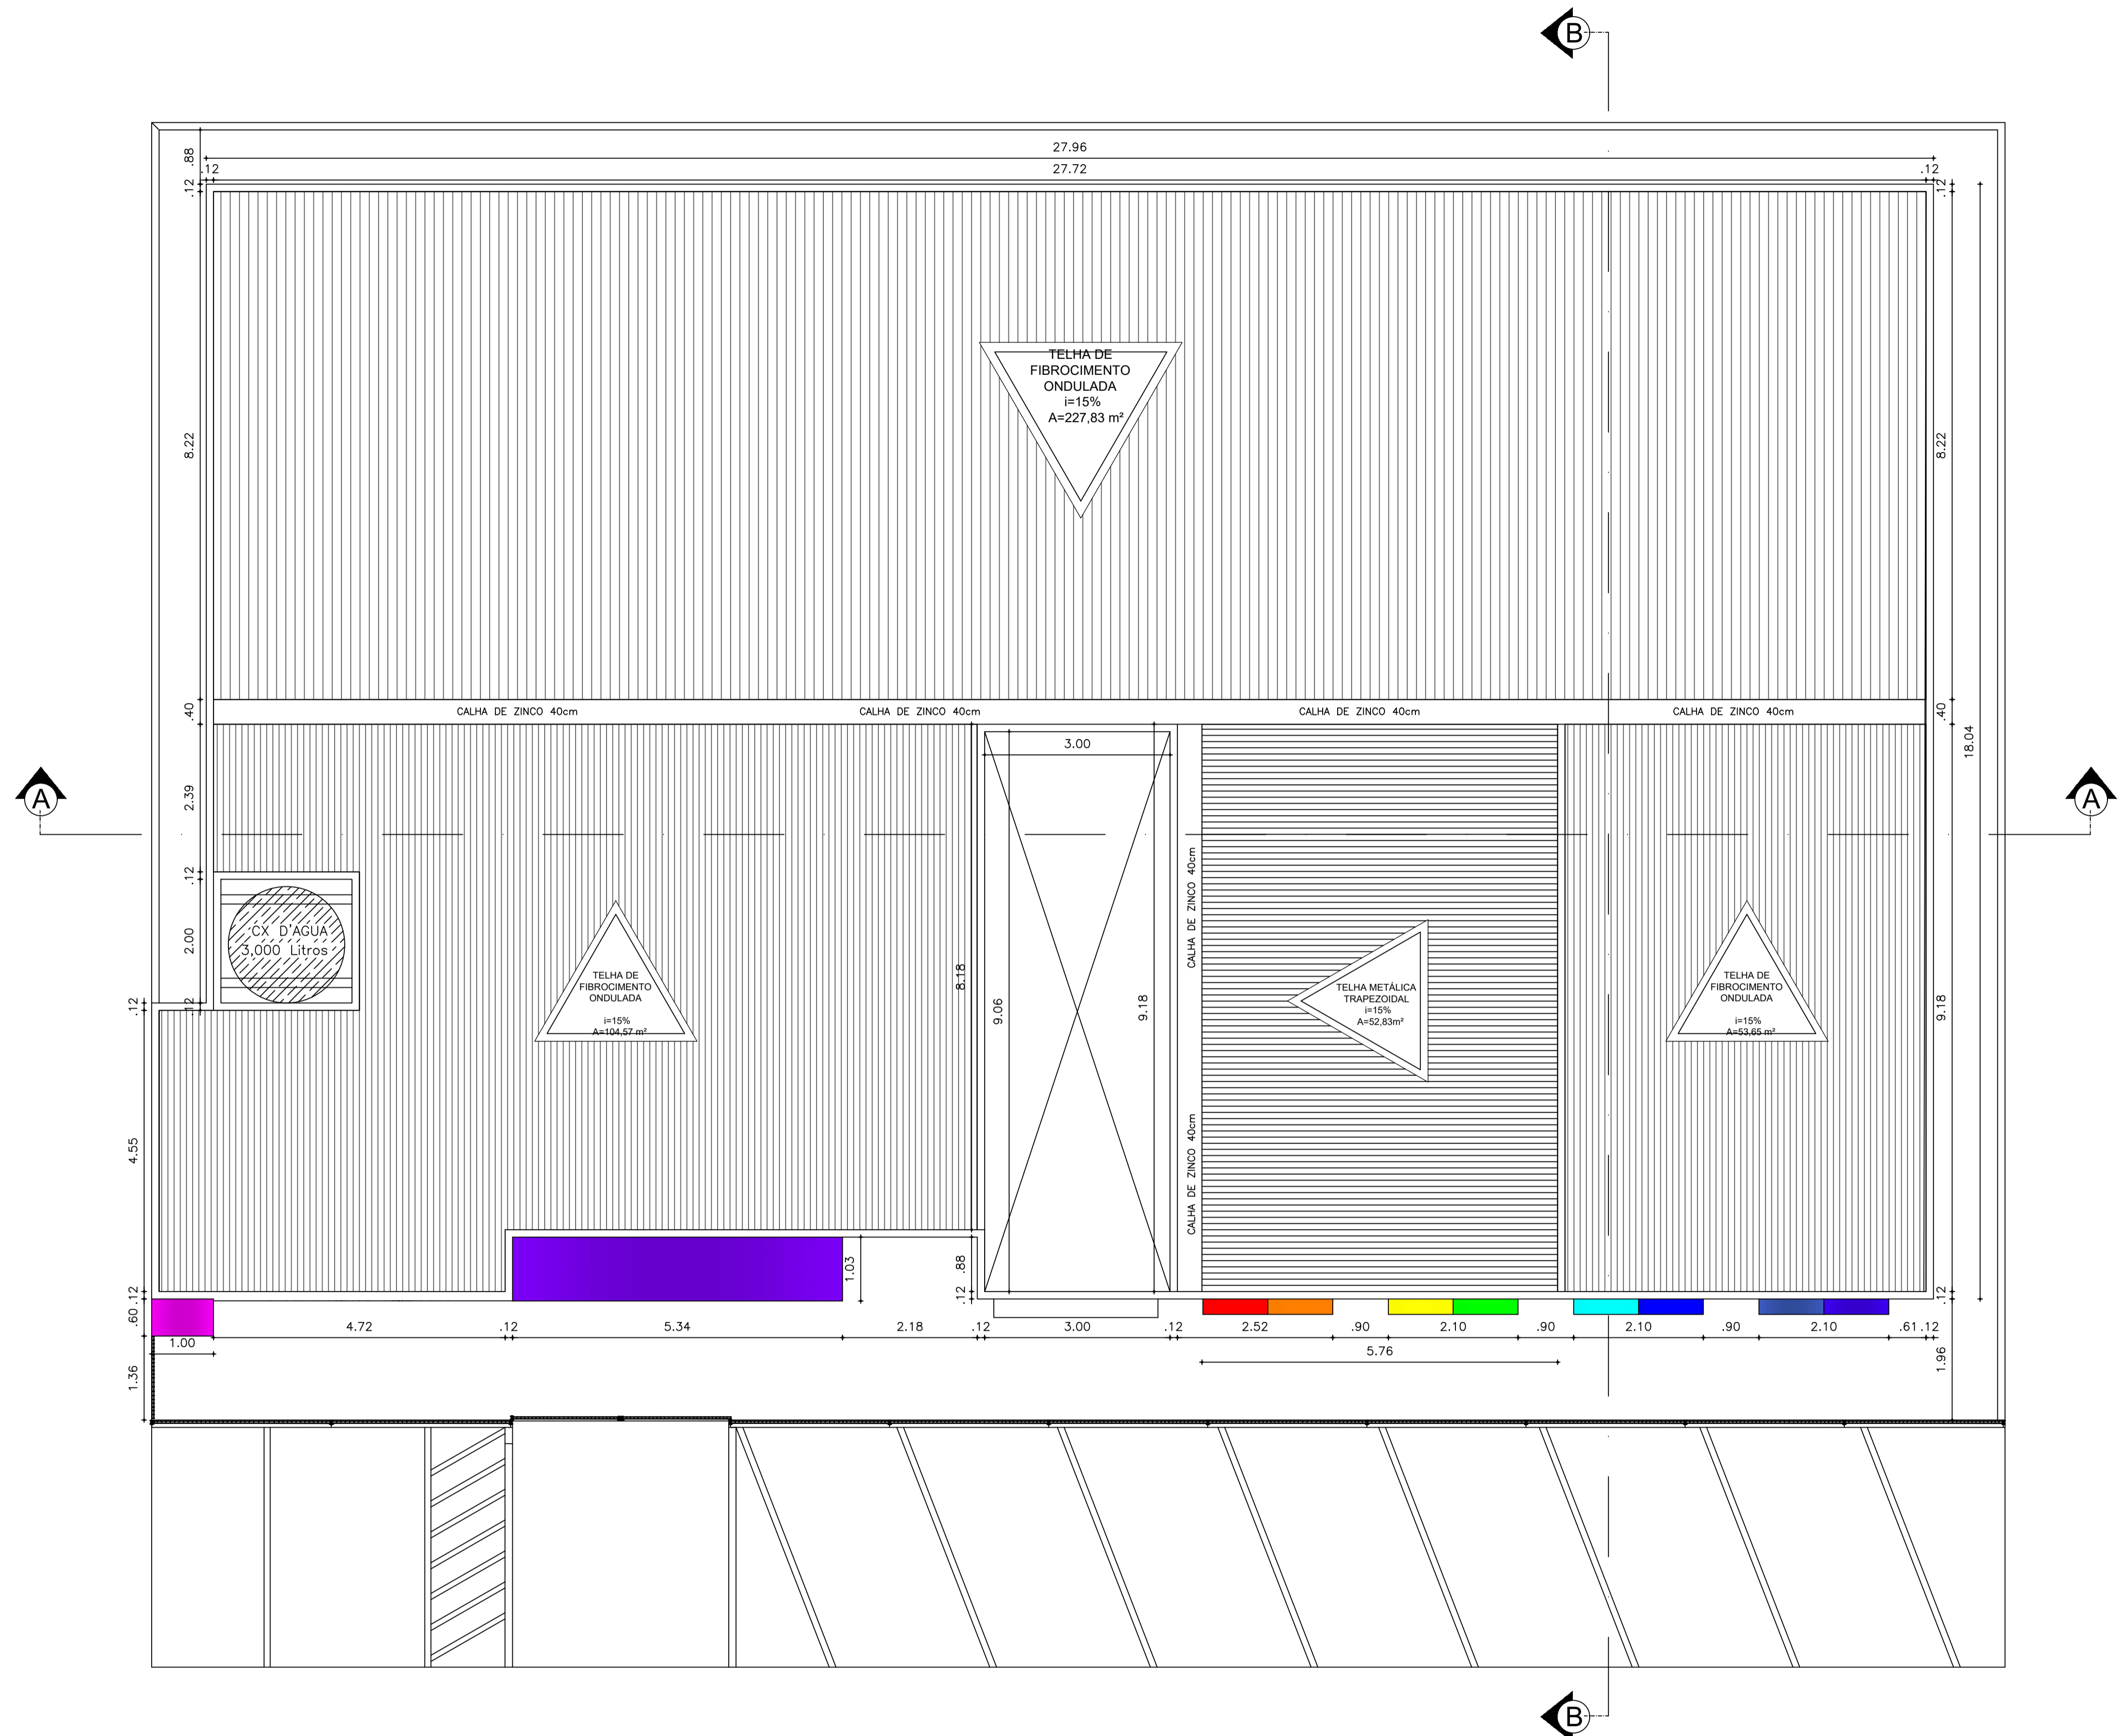 B
27.96
.88
.12
27.72
.12
.12
.12
TELHA DE
FIBROCIMENTO
ONDULADA
i=15%
A=227,83 m²
8.22
8.22
.40
CALHA DE ZINCO 40cm
CALHA DE ZINCO 40cm
CALHA DE ZINCO 40cm
CALHA DE ZINCO 40cm
.40
18.04
3.00
2.39
A
A
.12
CALHA DE ZINCO 40cm
CX D'AGUA
3,000 Litros
2.00
8.18
9.06
9.18
TELHA DE
FIBROCIMENTO
ONDULADA
i=15%
A=104,57 m²
TELHA METÁLICA
TRAPEZOIDAL
i=15%
A=52,83m²
TELHA DE
FIBROCIMENTO
ONDULADA
i=15%
A=53,65 m²
9.18
.12
.12
4.55
CALHA DE ZINCO 40cm
1.03
.88
.12
.12
.12
.60
4.72
.12
5.34
2.18
.12
3.00
.12
2.52
.90
2.10
.90
2.10
.90
2.10
.61
.12
1.00
5.76
1.36
1.96
B